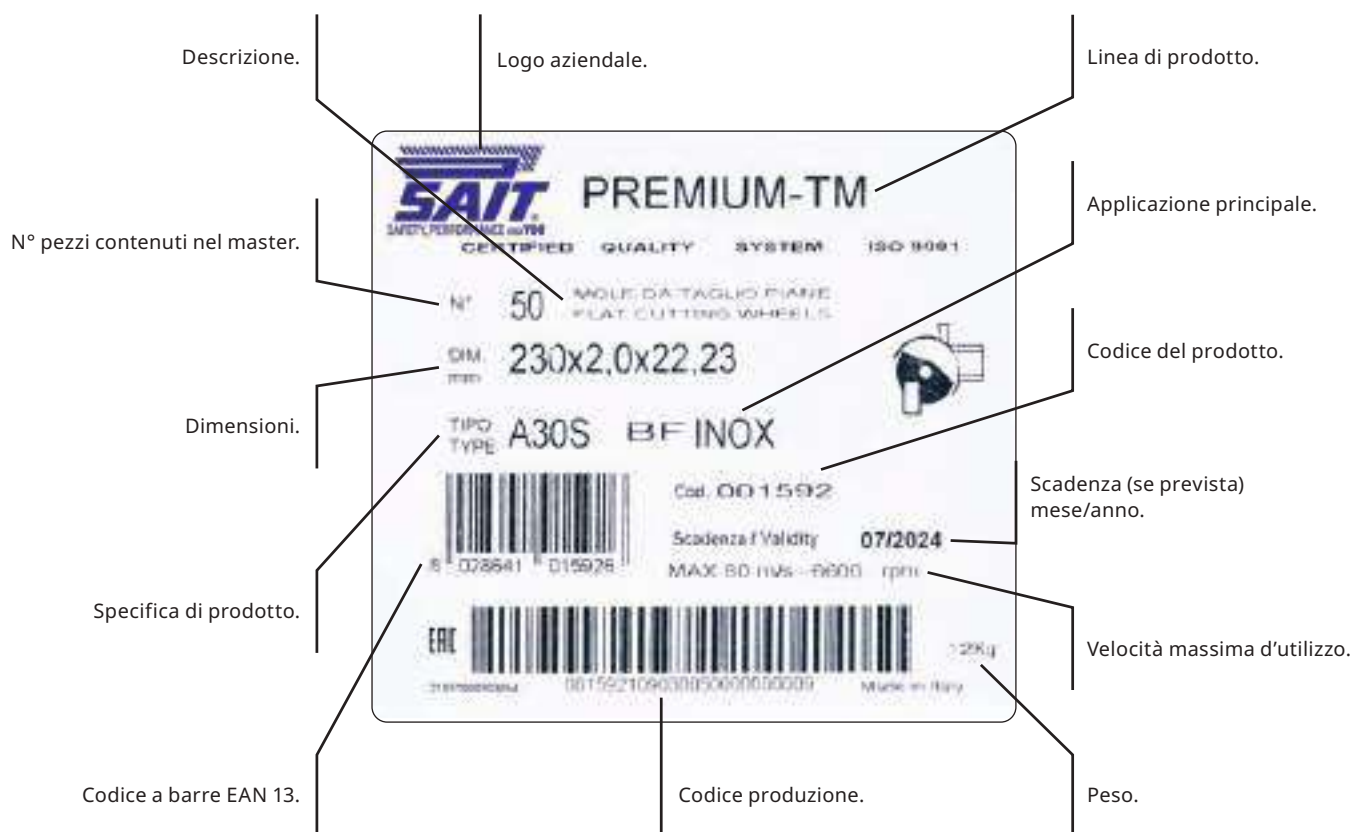 Descrizione.
Logo aziendale.
Linea di prodotto.
SAIT
PREMIUM-TM
SAFETY, PERFORMANCE AND YOU
CERTIFIED QUALITY SYSTEM ISO 9001
Applicazione principale.
N° pezzi contenuti nel master.
N° 50 MOLE DA TAGLIO PIANE
FLAT CUTTING WHEELS
DIM. 230x2,0x22,23
mm
Codice del prodotto.
Dimensioni.
TIPO
TYPE
A30S BF INOX
Cod. 001592
Scadenza (se prevista)
mese/anno.
Scadenza / Validity 07/2024
8 028641 015926
MAX 80 m/s - 6600 rpm
Specifica di prodotto.
Velocità massima d'utilizzo.
EAC
Made in Italy
Codice a barre EAN 13.
Codice produzione.
Peso.